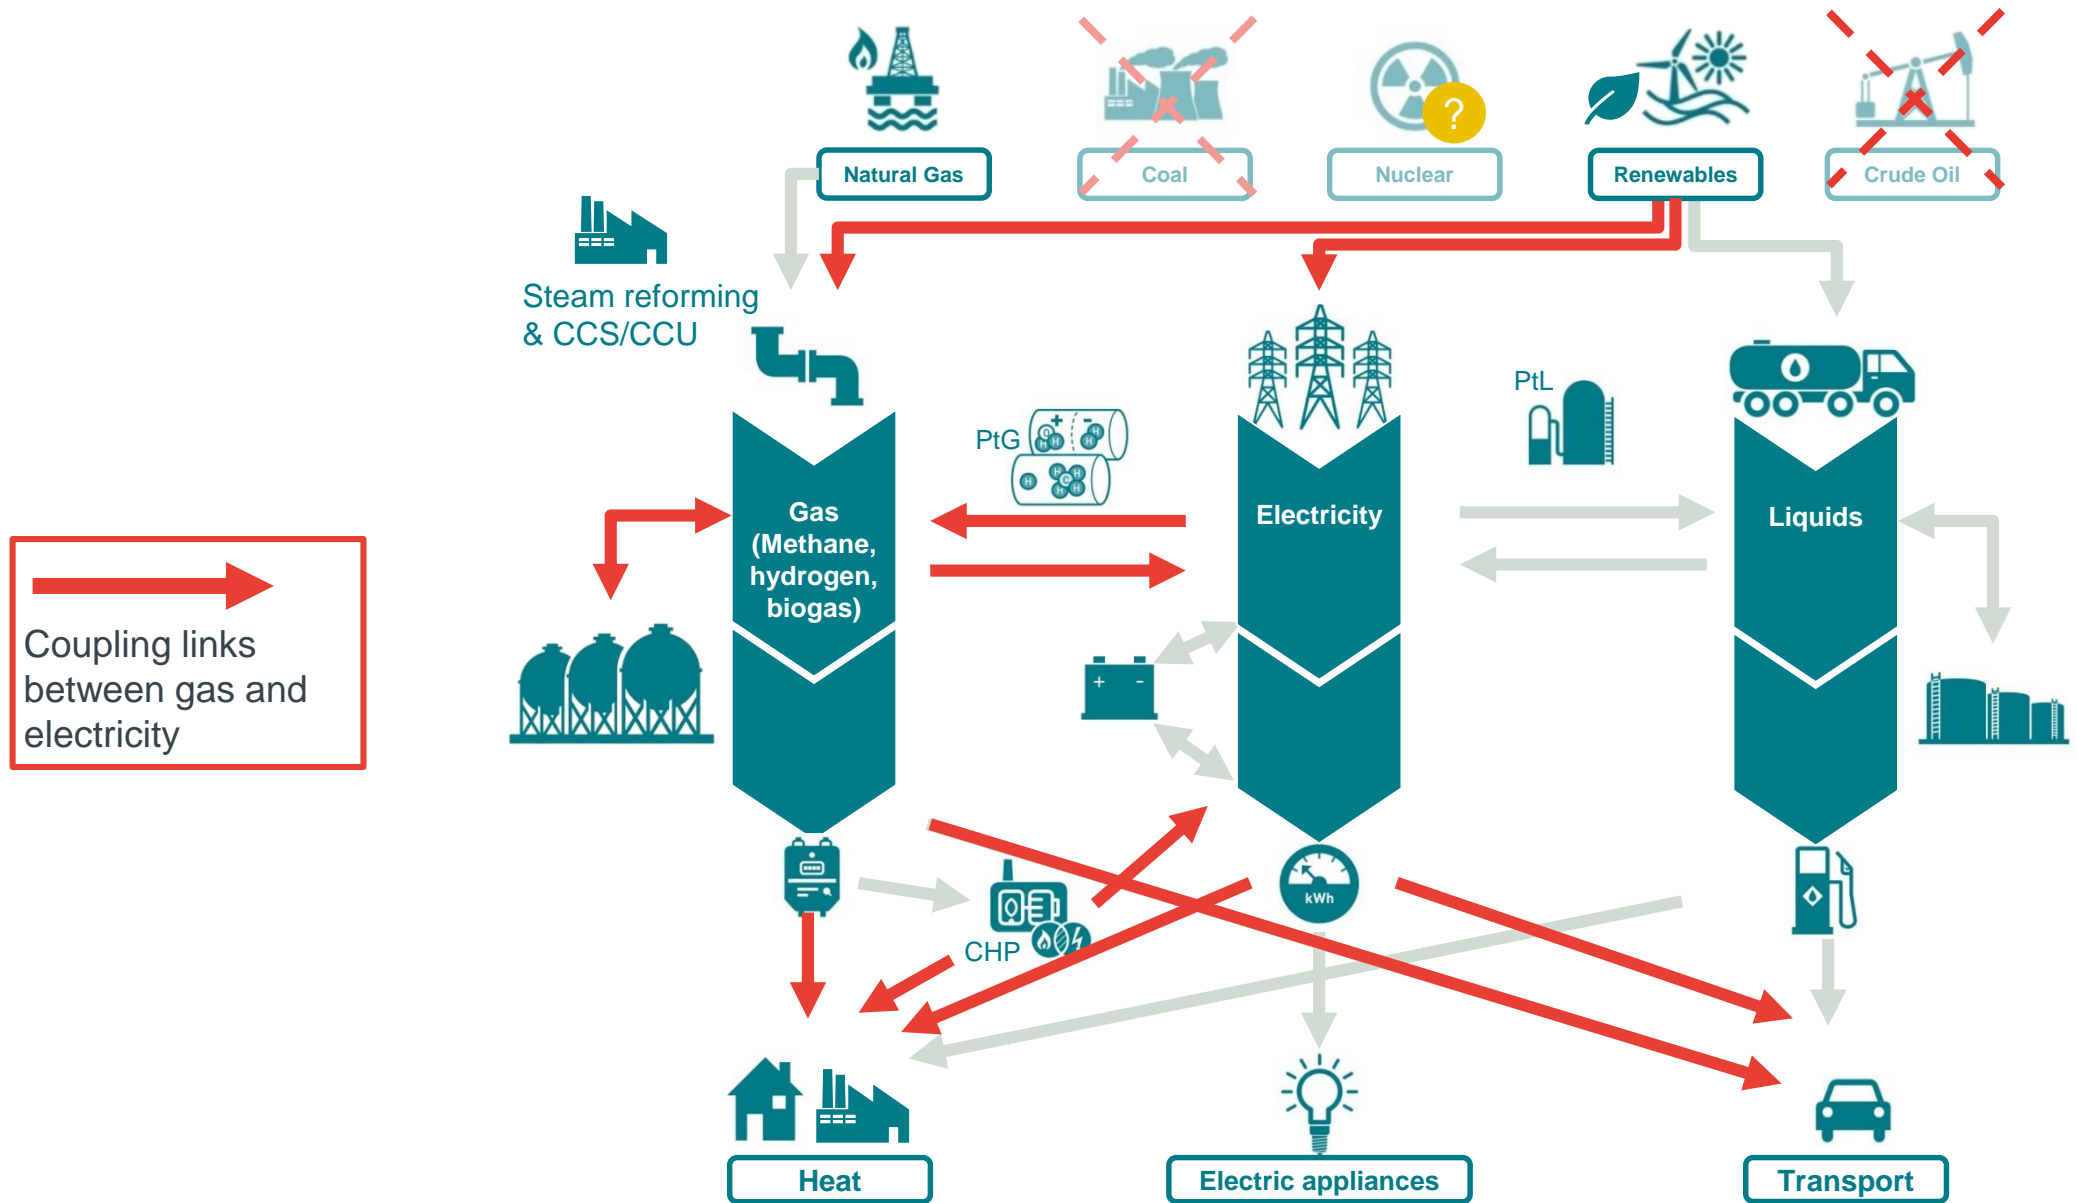 ?
Natural Gas
Coal
Nuclear
Renewables
Crude Oil
Steam reforming
& CCS/CCU
PtL
PtG
+ -
O
H H
H
H
H
H H
C
H H
Gas
(Methane,
hydrogen,
biogas)
Electricity
Liquids
Coupling links
between gas and
electricity
+ -
kWh
CHP
Heat
Electric appliances
Transport